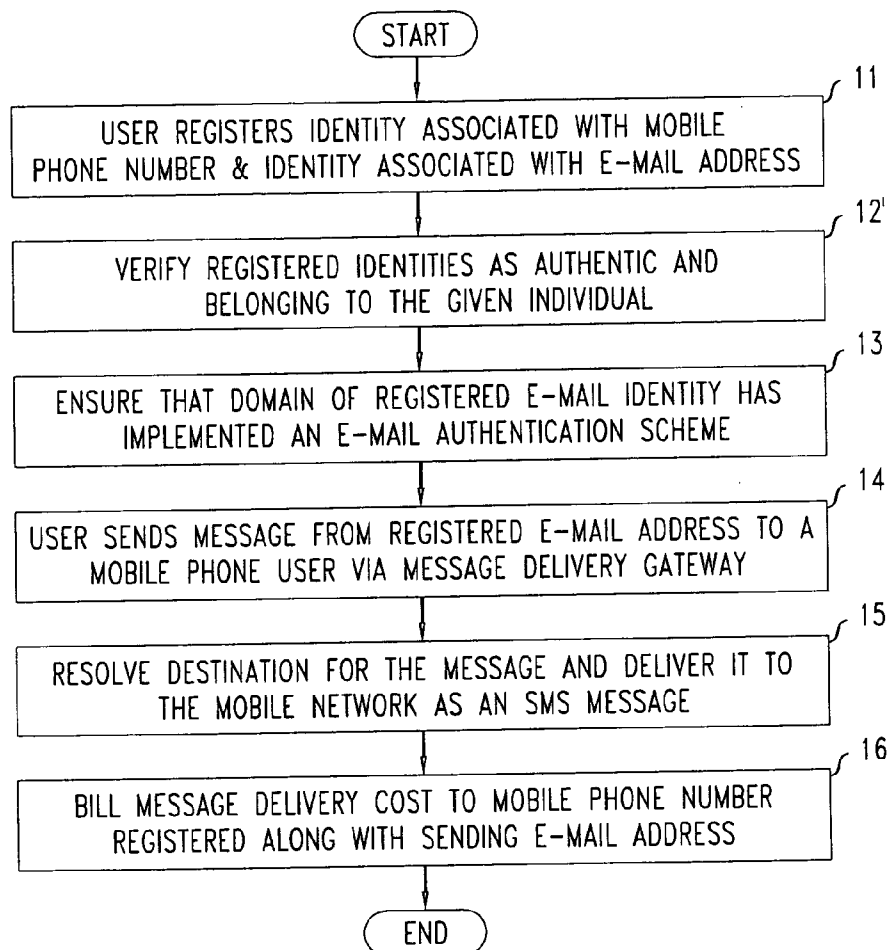 START
11
USER REGISTERS IDENTITY ASSOCIATED WITH MOBILE
PHONE NUMBER & IDENTITY ASSOCIATED WITH E-MAIL ADDRESS
12'
VERIFY REGISTERED IDENTITIES AS AUTHENTIC AND
BELONGING TO THE GIVEN INDIVIDUAL
13
ENSURE THAT DOMAIN OF REGISTERED E-MAIL IDENTITY HAS
IMPLEMENTED AN E-MAIL AUTHENTICATION SCHEME
14
USER SENDS MESSAGE FROM REGISTERED E-MAIL ADDRESS TO A
MOBILE PHONE USER VIA MESSAGE DELIVERY GATEWAY
15
RESOLVE DESTINATION FOR THE MESSAGE AND DELIVER IT TO
THE MOBILE NETWORK AS AN SMS MESSAGE
16
BILL MESSAGE DELIVERY COST TO MOBILE PHONE NUMBER
REGISTERED ALONG WITH SENDING E-MAIL ADDRESS
END